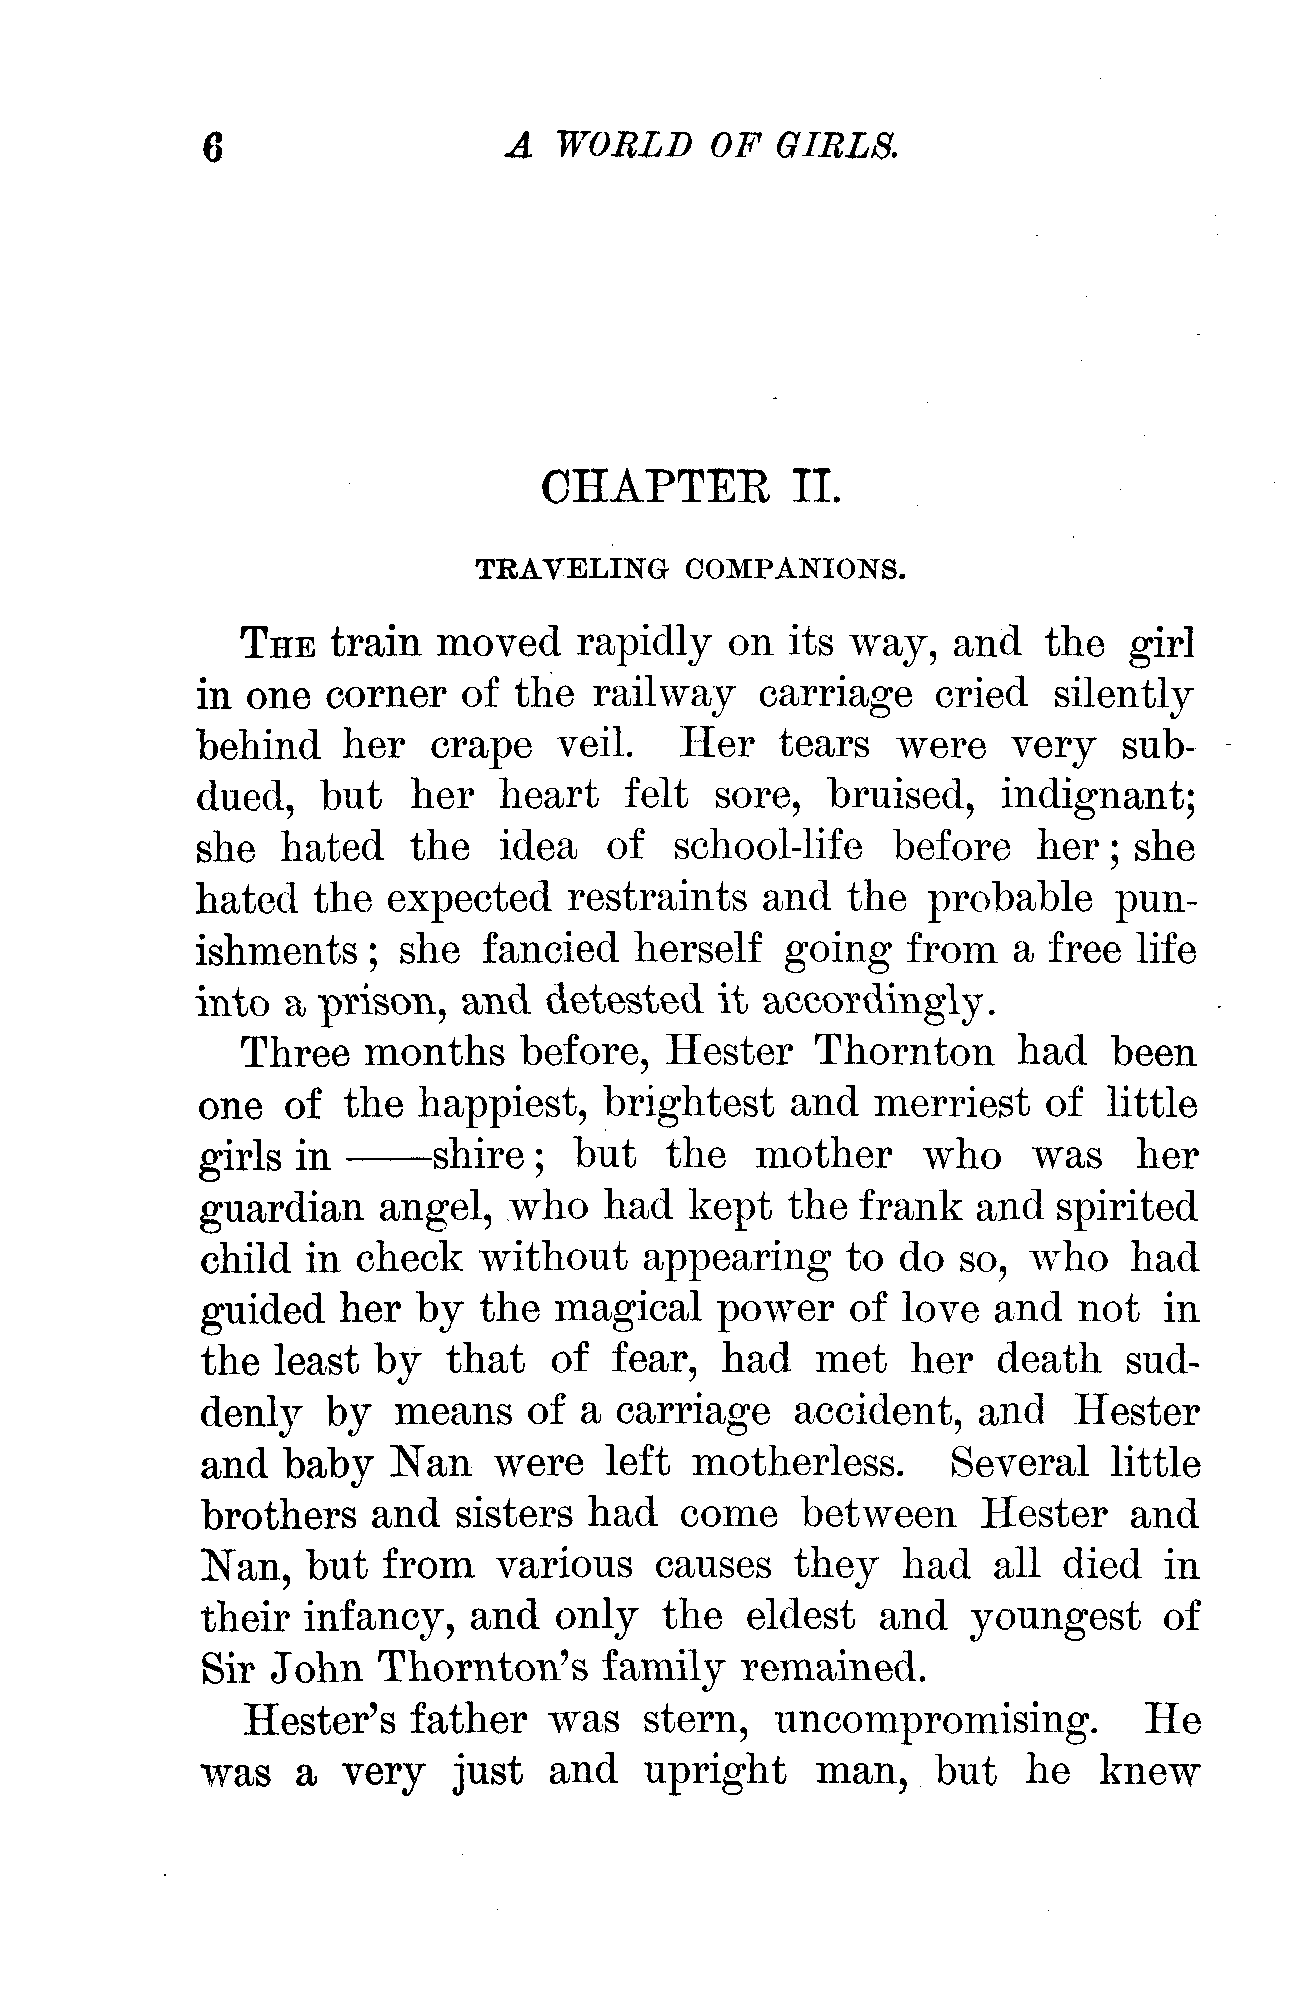 6 A WORLD OF GIRLS.
CHAPTER II.
TRAVELING COMPANIONS.
THE train moved rapidly on its way, and the girl
in one corner of the railway carriage cried silently
behind her crape veil. Her tears were very sub-
dued, but her heart felt sore, bruised, indignant;
she hated the idea of school-life before her; she
hated the expected restraints and the probable pun-
ishments; she fancied herself going from a free life
into a prison, and detested it accordingly.
Three months before, Hester Thornton had been
one of the happiest, brightest and merriest of little
girls in ——shire; but the mother who was her
guardian angel, who had kept the frank and spirited
child in check without appearing to do so, who had
guided her by the magical power of love and not in
the least by that of fear, had met her death sud-
denly by means of a carriage accident, and Hester
and baby Nan were left motherless. Several little
brothers and sisters had come between Hester and
Nan, but from various causes they had all died in
their infancy, and only the eldest and youngest of
Sir John Thornton's family remained.
Hester's father was stern, uncompromising. He
was a very just and upright man, but he knew